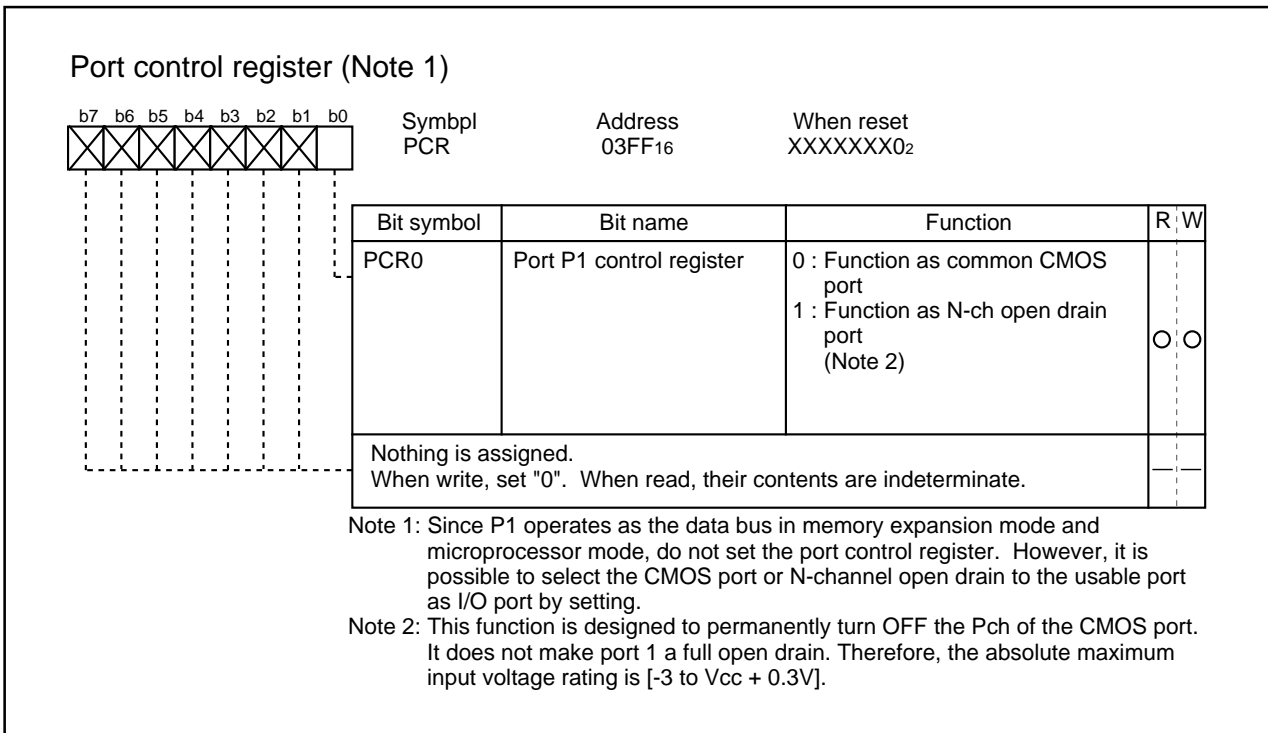 Port control register (Note 1)
b7 b6 b5 b4 b3 b2 b1 b0
Symbpl Address When reset
PCR 03FF16 XXXXXXX02
Bit symbol Bit name Function R W
PCR0 Port P1 control register 0 : Function as common CMOS
port
1 : Function as N-ch open drain
port
(Note 2)
Nothing is assigned.
When write, set "0". When read, their contents are indeterminate.
Note 1: Since P1 operates as the data bus in memory expansion mode and
microprocessor mode, do not set the port control register. However, it is
possible to select the CMOS port or N-channel open drain to the usable port
as I/O port by setting.
Note 2: This function is designed to permanently turn OFF the Pch of the CMOS port.
It does not make port 1 a full open drain. Therefore, the absolute maximum
input voltage rating is [-3 to Vcc + 0.3V].